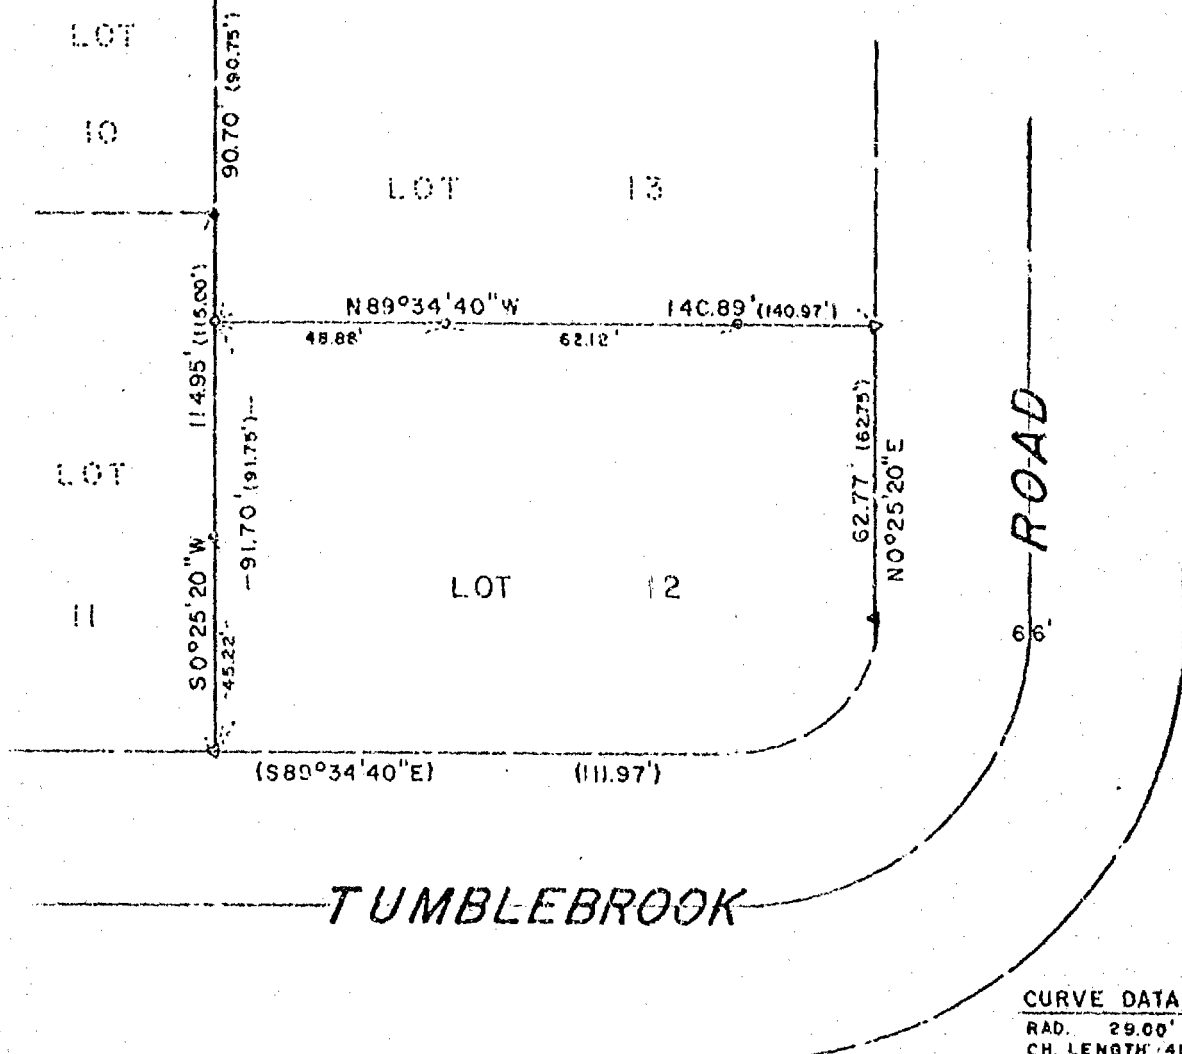 LOT
10
90.70' (90.75')
LOT 13
N89°34'40"W 140.89' (140.97')
48.88' 62.12'
114.95' (115.00')
-91.70' (91.75')--
62.77' (62.75')
N0°25'20"E
ROAD
LOT
11
S0°25'20"W
-45.22'-
LOT 12
66'
(S89°34'40"E) (111.97')
TUMBLEBROOK
CURVE DATA
RAD. 29.00'
CH. LENGTH